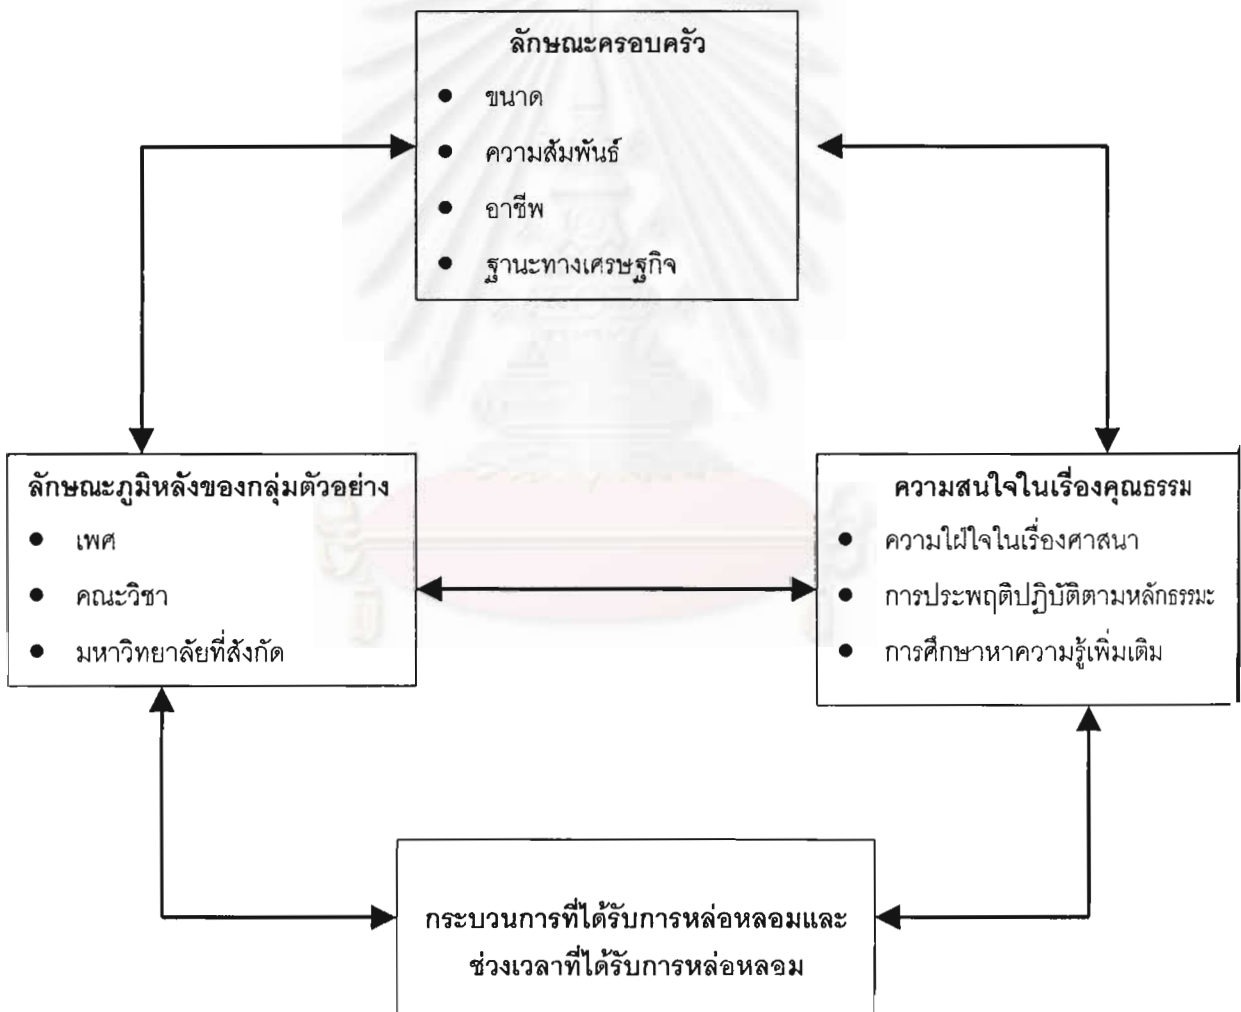 ลักษณะครอบครัว
● ขนาด
● ความสัมพันธ์
● อาชีพ
● ฐานะทางเศรษฐกิจ
ลักษณะภูมิหลังของกลุ่มตัวอย่าง
● เพศ
● คณะวิชา
● มหาวิทยาลัยที่สังกัด
ความสนใจในเรื่องคุณธรรม
● ความใฝ่ใจในเรื่องศาสนา
● การประพฤติปฏิบัติตามหลักธรรมะ
● การศึกษาหาความรู้เพิ่มเติม
กระบวนการที่ได้รับการหล่อหลอมและ
ช่วงเวลาที่ได้รับการหล่อหลอม